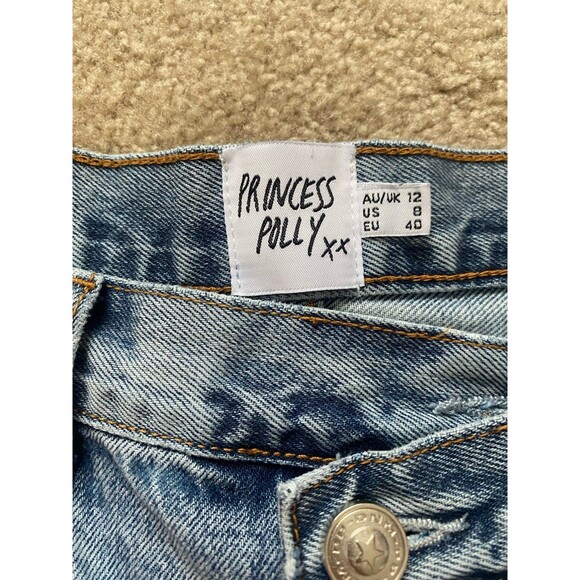 PRINCESS
POLLY xx
AU/UK 12
US 8
EU 40